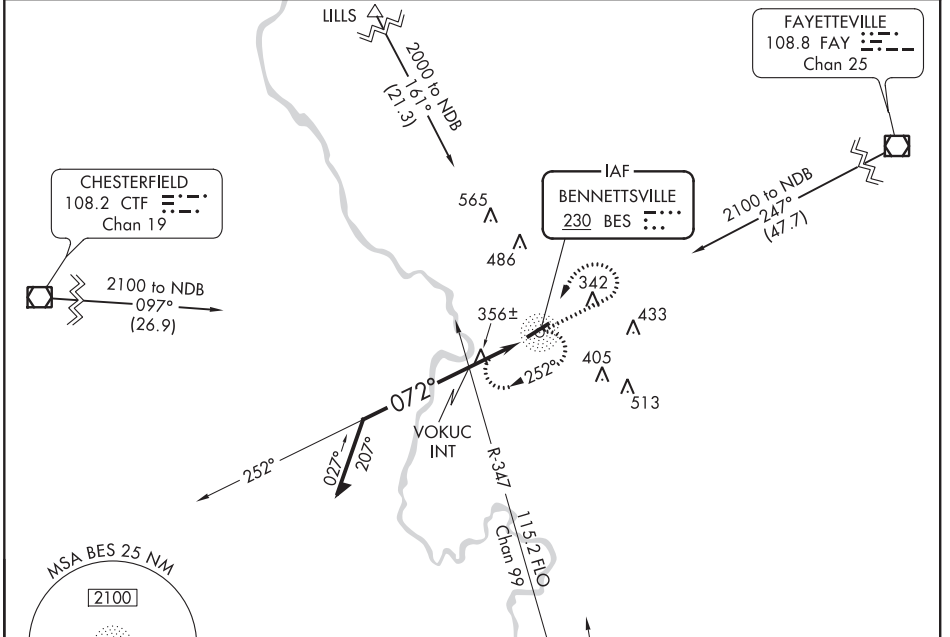 LILLS
2000 to NDB
161°
(21.3)
FAYETTEVILLE
108.8 FAY
Chan 25
2100 to NDB
247°
(47.7)
CHESTERFIELD
108.2 CTF
Chan 19
2100 to NDB
097°
(26.9)
IAF
BENNETTSVILLE
230 BES
565
486
342
356±
433
405
513
072°
252°
VOKUC
INT
252°
027°
207°
R-347
115.2 FLO
Chan 99
MSA BES 25 NM
2100